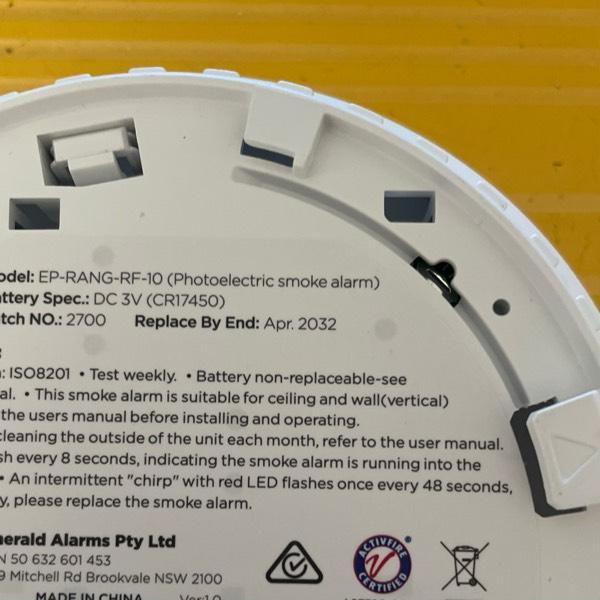 odel: EP-RANG-RF-10 (Photoelectric smoke alarm)
ttery Spec.: DC 3V (CR17450)
tch NO.: 2700 Replace By End: Apr. 2032
: ISO8201 • Test weekly. • Battery non-replaceable-see
al. • This smoke alarm is suitable for ceiling and wall(vertical)
the users manual before installing and operating.
cleaning the outside of the unit each month, refer to the user manual.
sh every 8 seconds, indicating the smoke alarm is running into the
• An intermittent "chirp" with red LED flashes once every 48 seconds,
y, please replace the smoke alarm.
nerald Alarms Pty Ltd
N 50 632 601 453
9 Mitchell Rd Brookvale NSW 2100
MADE IN CHINA Ver:1.0
ACTIVFIRE
CERTIFIED